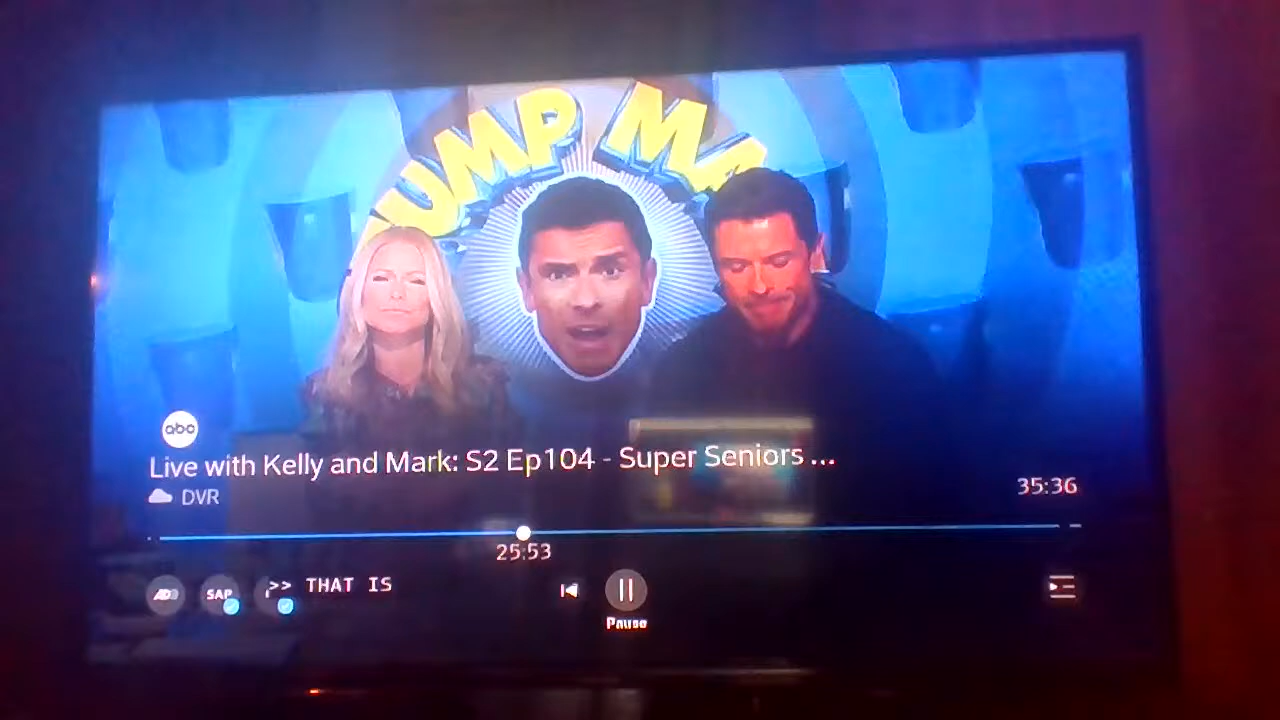 UMP MA
abc
Live with Kelly and Mark: S2 Ep104 - Super Seniors ...
DVR
35:36
25:53
AD
SAP
>> THAT IS
Pause